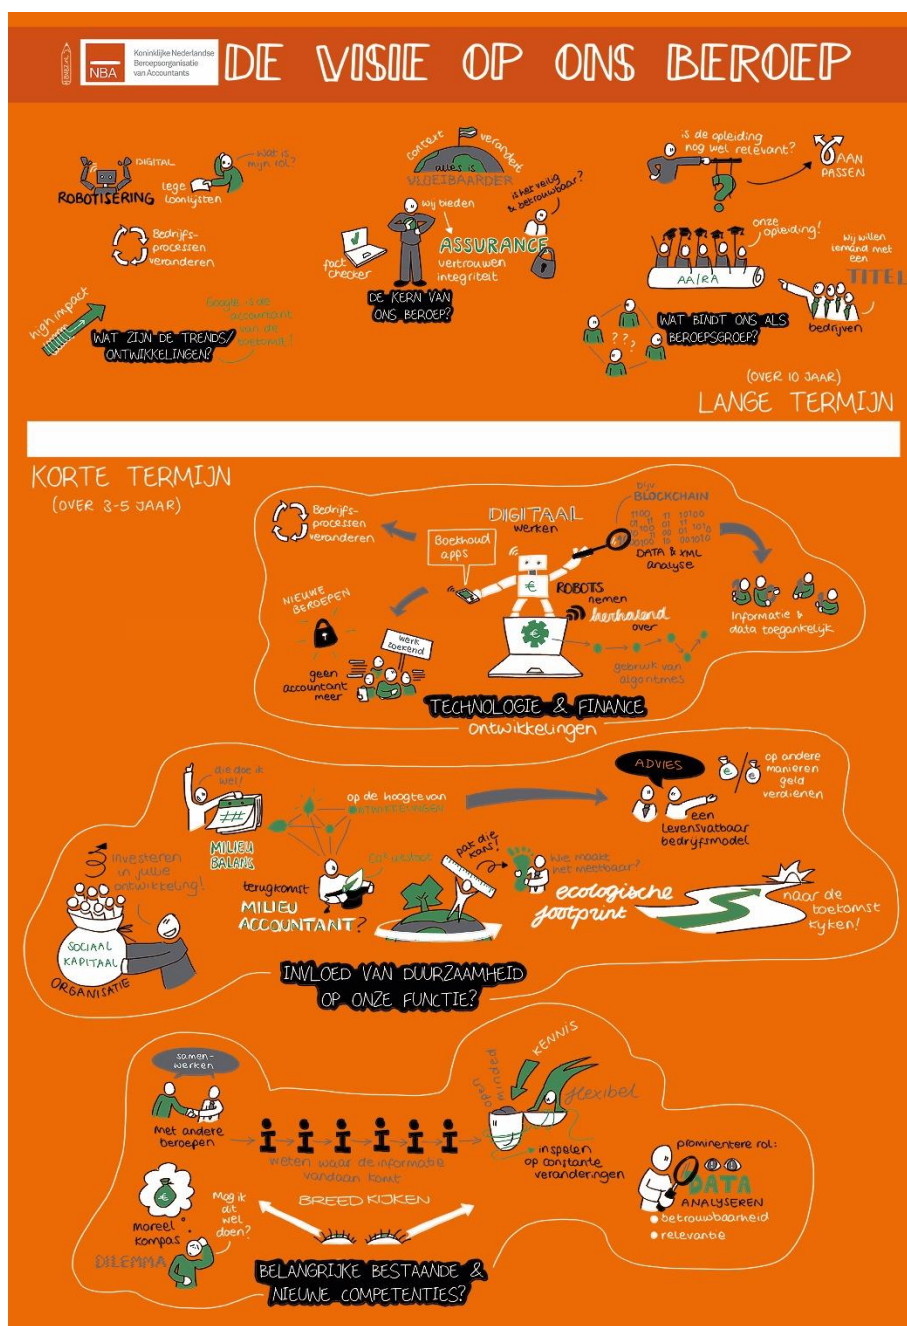 NBA
Koninklijke Nederlandse
Beroepsorganisatie
van Accountants
DE VISIE OP ONS BEROEP
DIGITAL
ROBOTISERING
wat is
mijn rol?
lege
loonlijsten
Bedrijfs-
processen
veranderen
high impact
Google is de
accountant
van de
toekomst!
WAT ZIJN DE TRENDS/
ONTWIKKELINGEN?
context verandert
alles is
VLOEIBAARDER
wij bieden
is het veilig
& betrouwbaar?
fact
checker
ASSURANCE
vertrouwen
integriteit
DE KERN VAN
ONS BEROEP?
is de opleiding
nog wel relevant?
AAN
PASSEN
?
onze
opleiding!
AA/RA
wij willen
iemand met
een
TITEL
bedrijven
???
WAT BINDT ONS ALS
BEROEPSGROEP?
(OVER 10 JAAR)
LANGE TERMIJN
KORTE TERMIJN
(OVER 3-5 JAAR)
Bedrijfs-
processen
veranderen
DIGITAAL
werken
Boekhoud
apps
bijv
BLOCKCHAIN
DATA & XML
analyse
€
ROBOTS
nemen
herhalend
over
€
Informatie &
data toegankelijk
NIEUWE
BEROEPEN
werk
zoekend
geen
accountant
meer
gebruik van
algoritmes
TECHNOLOGIE & FINANCE
ontwikkelingen
die doe ik
wel!
##
MILIEU
BALANS
op de hoogte van
ONTWIKKELINGEN
ADVIES
€/€
op andere
manieren
geld
verdienen
een
levensvatbaar
bedrijfsmodel
investeren
in jullie
ontwikkeling!
SOCIAAL
KAPITAAL
ORGANISATIE
terugkomst
MILIEU
ACCOUNTANT?
CO² uitstoot
pak die
kans!
Wie maakt
het meetbaar?
ecologische
footprint
naar de
toekomst
kijken!
INVLOED VAN DUURZAAMHEID
OP ONZE FUNCTIE?
samen-
werken
met andere
beroepen
i i i i i i
weten waar de informatie
vandaan komt
open
minded
KENNIS
flexibel
inspelen
op constante
veranderingen
prominentere rol:
DATA
ANALYSEREN
betrouwbaarheid
relevantie
BREED KIJKEN
€
moreel
kompas
Mag ik
dit
wel
doen?
DILEMMA
BELANGRIJKE BESTAANDE &
NIEUWE COMPETENTIES?